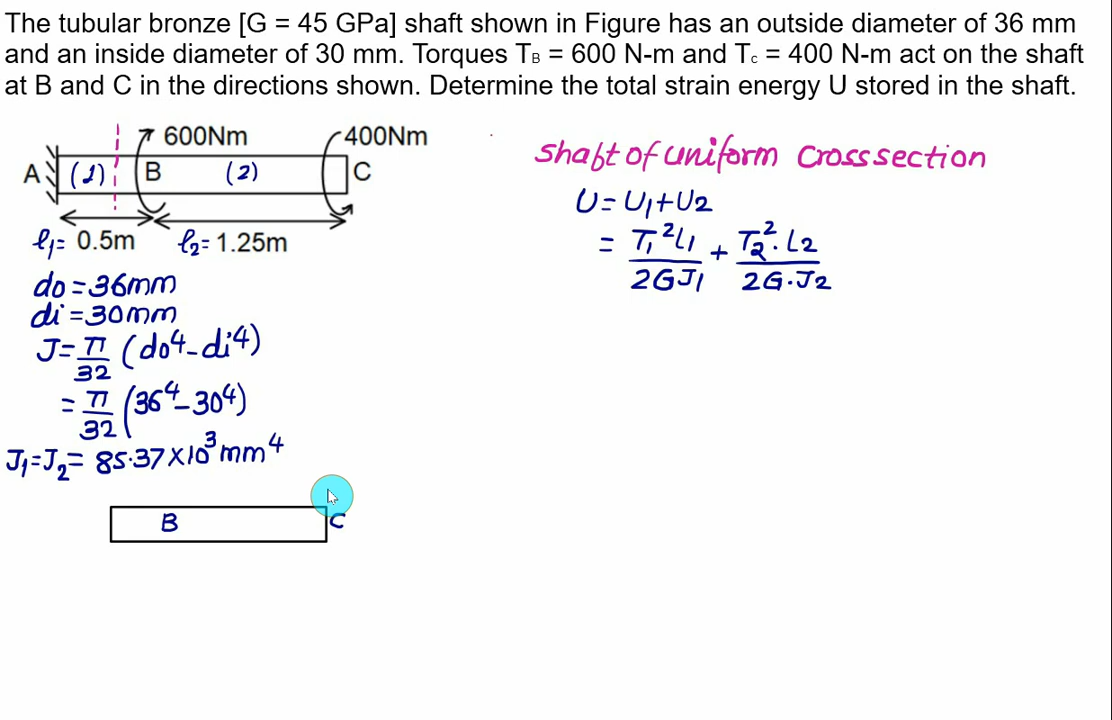 The tubular bronze [G = 45 GPa] shaft shown in Figure has an outside diameter of 36 mm
and an inside diameter of 30 mm. Torques TB = 600 N-m and Tc = 400 N-m act on the shaft
at B and C in the directions shown. Determine the total strain energy U stored in the shaft.
600Nm 400Nm
A (1) B (2) C
l1= 0.5m l2= 1.25m
do=36mm
di=30mm
J=π/32 (do⁴-di⁴)
=π/32 (36⁴-30⁴)
J1=J2= 85.37×10³mm⁴
B C
Shaft of uniform Crosssection
U=U1+U2
= T1²L1/2GJ1 + T2².L2/2G.J2